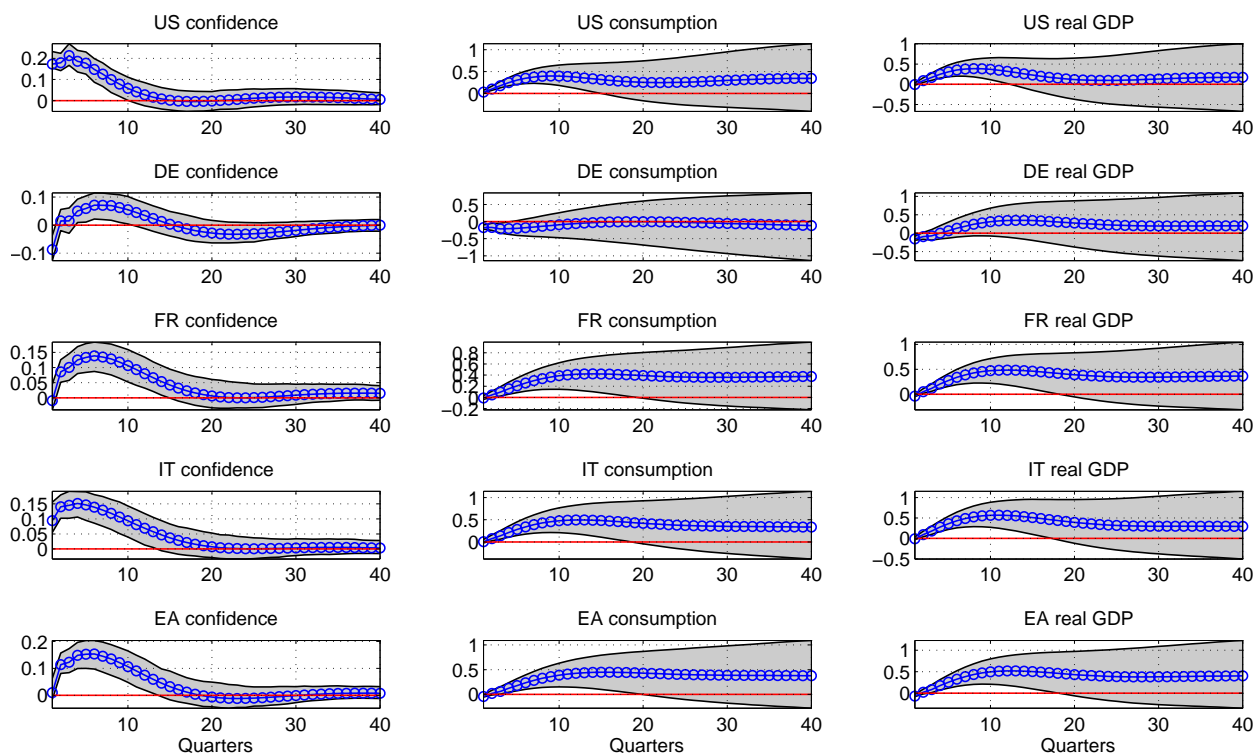 US confidence
0.2
0.1
0
10 20 30 40
US consumption
1
0.5
0
10 20 30 40
US real GDP
1
0.5
0
−0.5
10 20 30 40
DE confidence
0.1
0
−0.1
10 20 30 40
DE consumption
0.5
0
−0.5
−1
10 20 30 40
DE real GDP
1
0.5
0
−0.5
10 20 30 40
FR confidence
0.15
0.05
0
10 20 30 40
FR consumption
0.8
0.6
0.4
0.2
0
−0.2
10 20 30 40
FR real GDP
1
0.5
0
10 20 30 40
IT confidence
0.15
0.05
0
10 20 30 40
IT consumption
1
0.5
0
10 20 30 40
IT real GDP
1
0.5
0
−0.5
10 20 30 40
EA confidence
0.2
0.1
0
10 20 30 40
Quarters
EA consumption
1
0.5
0
10 20 30 40
EA real GDP
1
0.5
0
10 20 30 40
Quarters